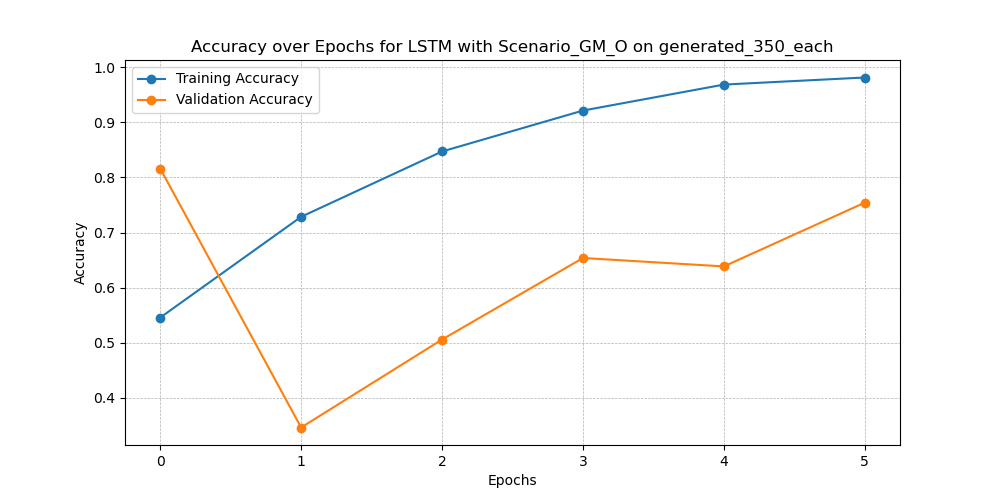 Accuracy over Epochs for LSTM with Scenario_GM_O on generated_350_each
Training Accuracy
Validation Accuracy
1.0
0.9
0.8
0.7
0.6
0.5
0.4
Accuracy
0 1 2 3 4 5
Epochs